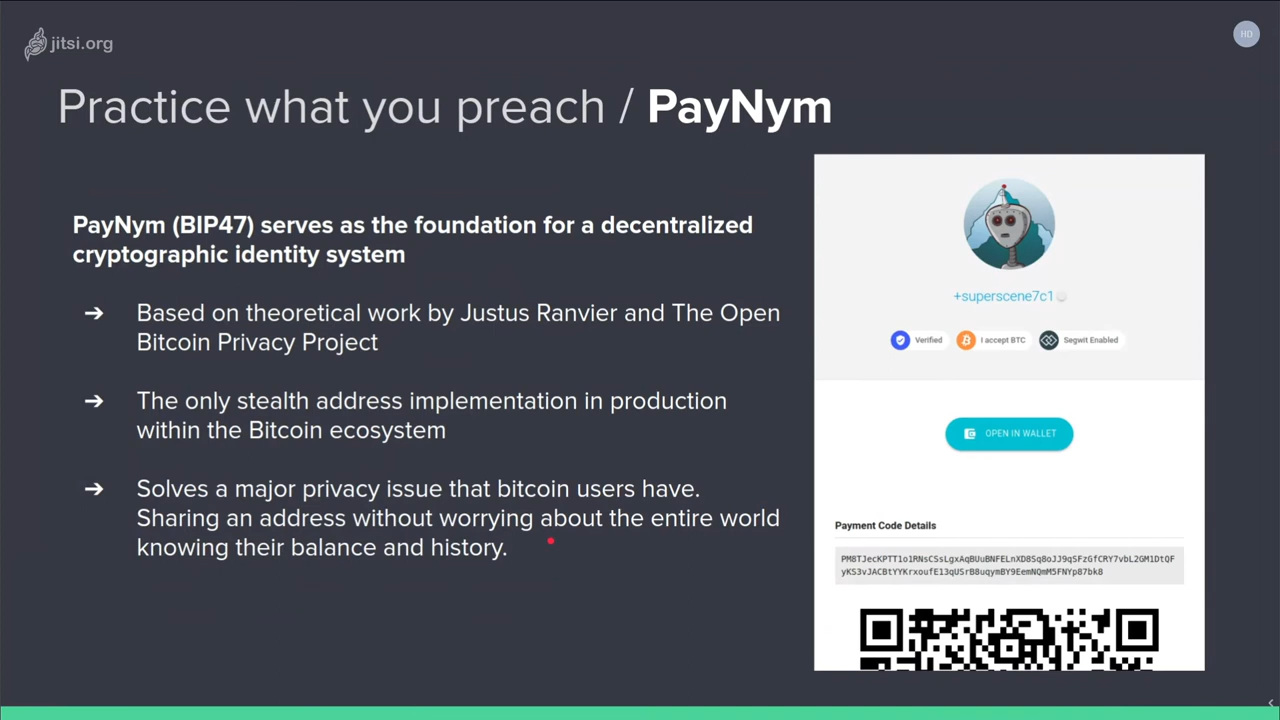 jitsi.org
HD
Practice what you preach / PayNym
PayNym (BIP47) serves as the foundation for a decentralized
cryptographic identity system
➔ Based on theoretical work by Justus Ranvier and The Open
Bitcoin Privacy Project
➔ The only stealth address implementation in production
within the Bitcoin ecosystem
➔ Solves a major privacy issue that bitcoin users have.
Sharing an address without worrying about the entire world
knowing their balance and history.
+superscene7c1
Verified
I accept BTC
Segwit Enabled
OPEN IN WALLET
Payment Code Details
PM8TJecKPTT1o1RNsCSsLgxAqBUuBNFELnXD8Sq8oJJ9qSFzGfCRY7vbL2GM1DtQF
yKS3vJACBtYYKrxoufE13qUSrB8uqymBY9EemNQmM5FNYp87bk8